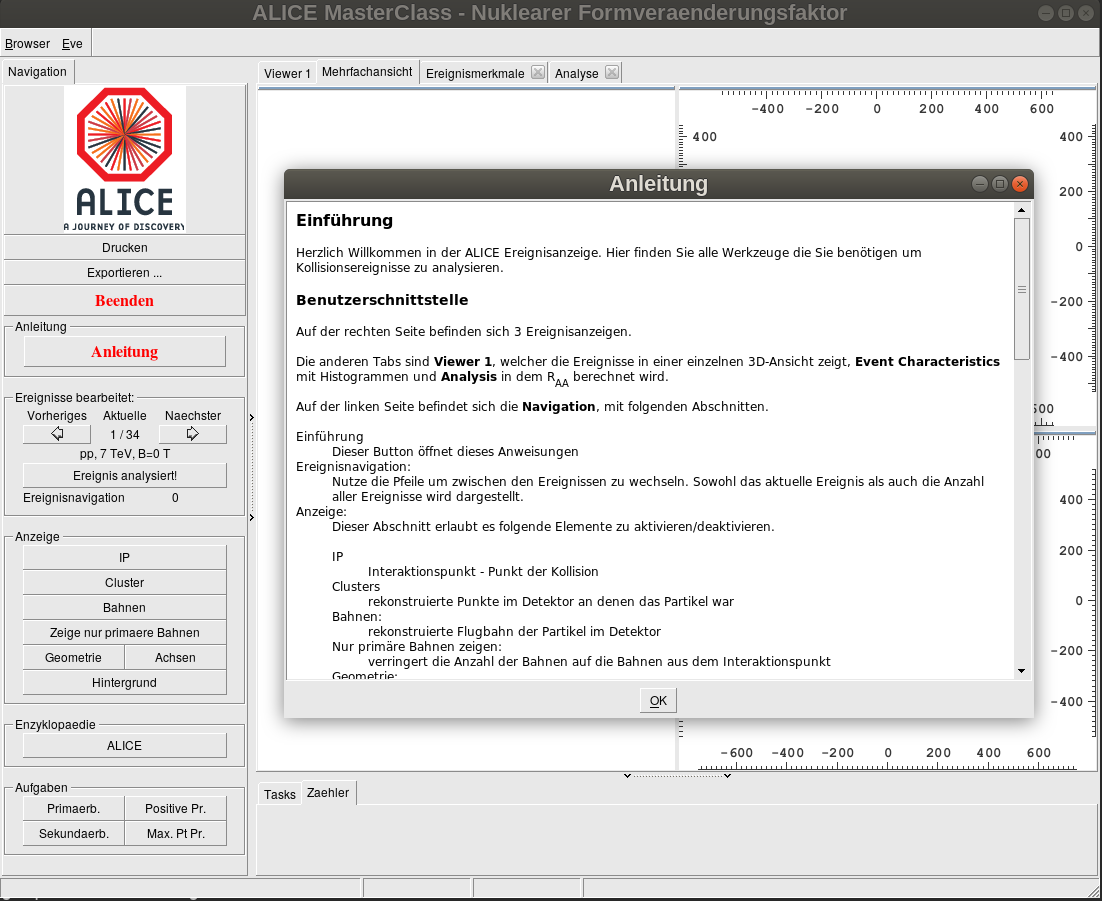 ALICE MasterClass - Nuklearer Formveraenderungsfaktor
Browser Eve
Navigation
ALICE
A JOURNEY OF DISCOVERY
Drucken
Exportieren ...
Beenden
Anleitung
Anleitung
Ereignisse bearbeitet:
Vorheriges Aktuelle Naechster
1 / 34
pp, 7 TeV, B=0 T
Ereignis analysiert!
Ereignisnavigation 0
Anzeige
IP
Cluster
Bahnen
Zeige nur primaere Bahnen
Geometrie Achsen
Hintergrund
Enzyklopaedie
ALICE
Aufgaben
Primaerb. Positive Pr.
Sekundaerb. Max. Pt Pr.
Viewer 1 Mehrfachansicht Ereignismerkmale Analyse
-400 -200 0 200 400 600
400 400
200
0
-200
-400
Anleitung
Einführung
Herzlich Willkommen in der ALICE Ereignisanzeige. Hier finden Sie alle Werkzeuge die Sie benötigen um
Kollisionsereignisse zu analysieren.
Benutzerschnittstelle
Auf der rechten Seite befinden sich 3 Ereignisanzeigen.
Die anderen Tabs sind Viewer 1, welcher die Ereignisse in einer einzelnen 3D-Ansicht zeigt, Event Characteristics
mit Histogrammen und Analysis in dem RAA berechnet wird.
Auf der linken Seite befindet sich die Navigation, mit folgenden Abschnitten.
Einführung
Dieser Button öffnet dieses Anweisungen
Ereignisnavigation:
Nutze die Pfeile um zwischen den Ereignissen zu wechseln. Sowohl das aktuelle Ereignis als auch die Anzahl
aller Ereignisse wird dargestellt.
Anzeige:
Dieser Abschnitt erlaubt es folgende Elemente zu aktivieren/deaktivieren.
IP
Interaktionspunkt - Punkt der Kollision
Clusters
rekonstruierte Punkte im Detektor an denen das Partikel war
Bahnen:
rekonstruierte Flugbahn der Partikel im Detektor
Nur primäre Bahnen zeigen:
verringert die Anzahl der Bahnen auf die Bahnen aus dem Interaktionspunkt
Geometrie:
OK
400
200
0
-200
-400
-600 -400 -200 0 200 400 600
Tasks Zaehler